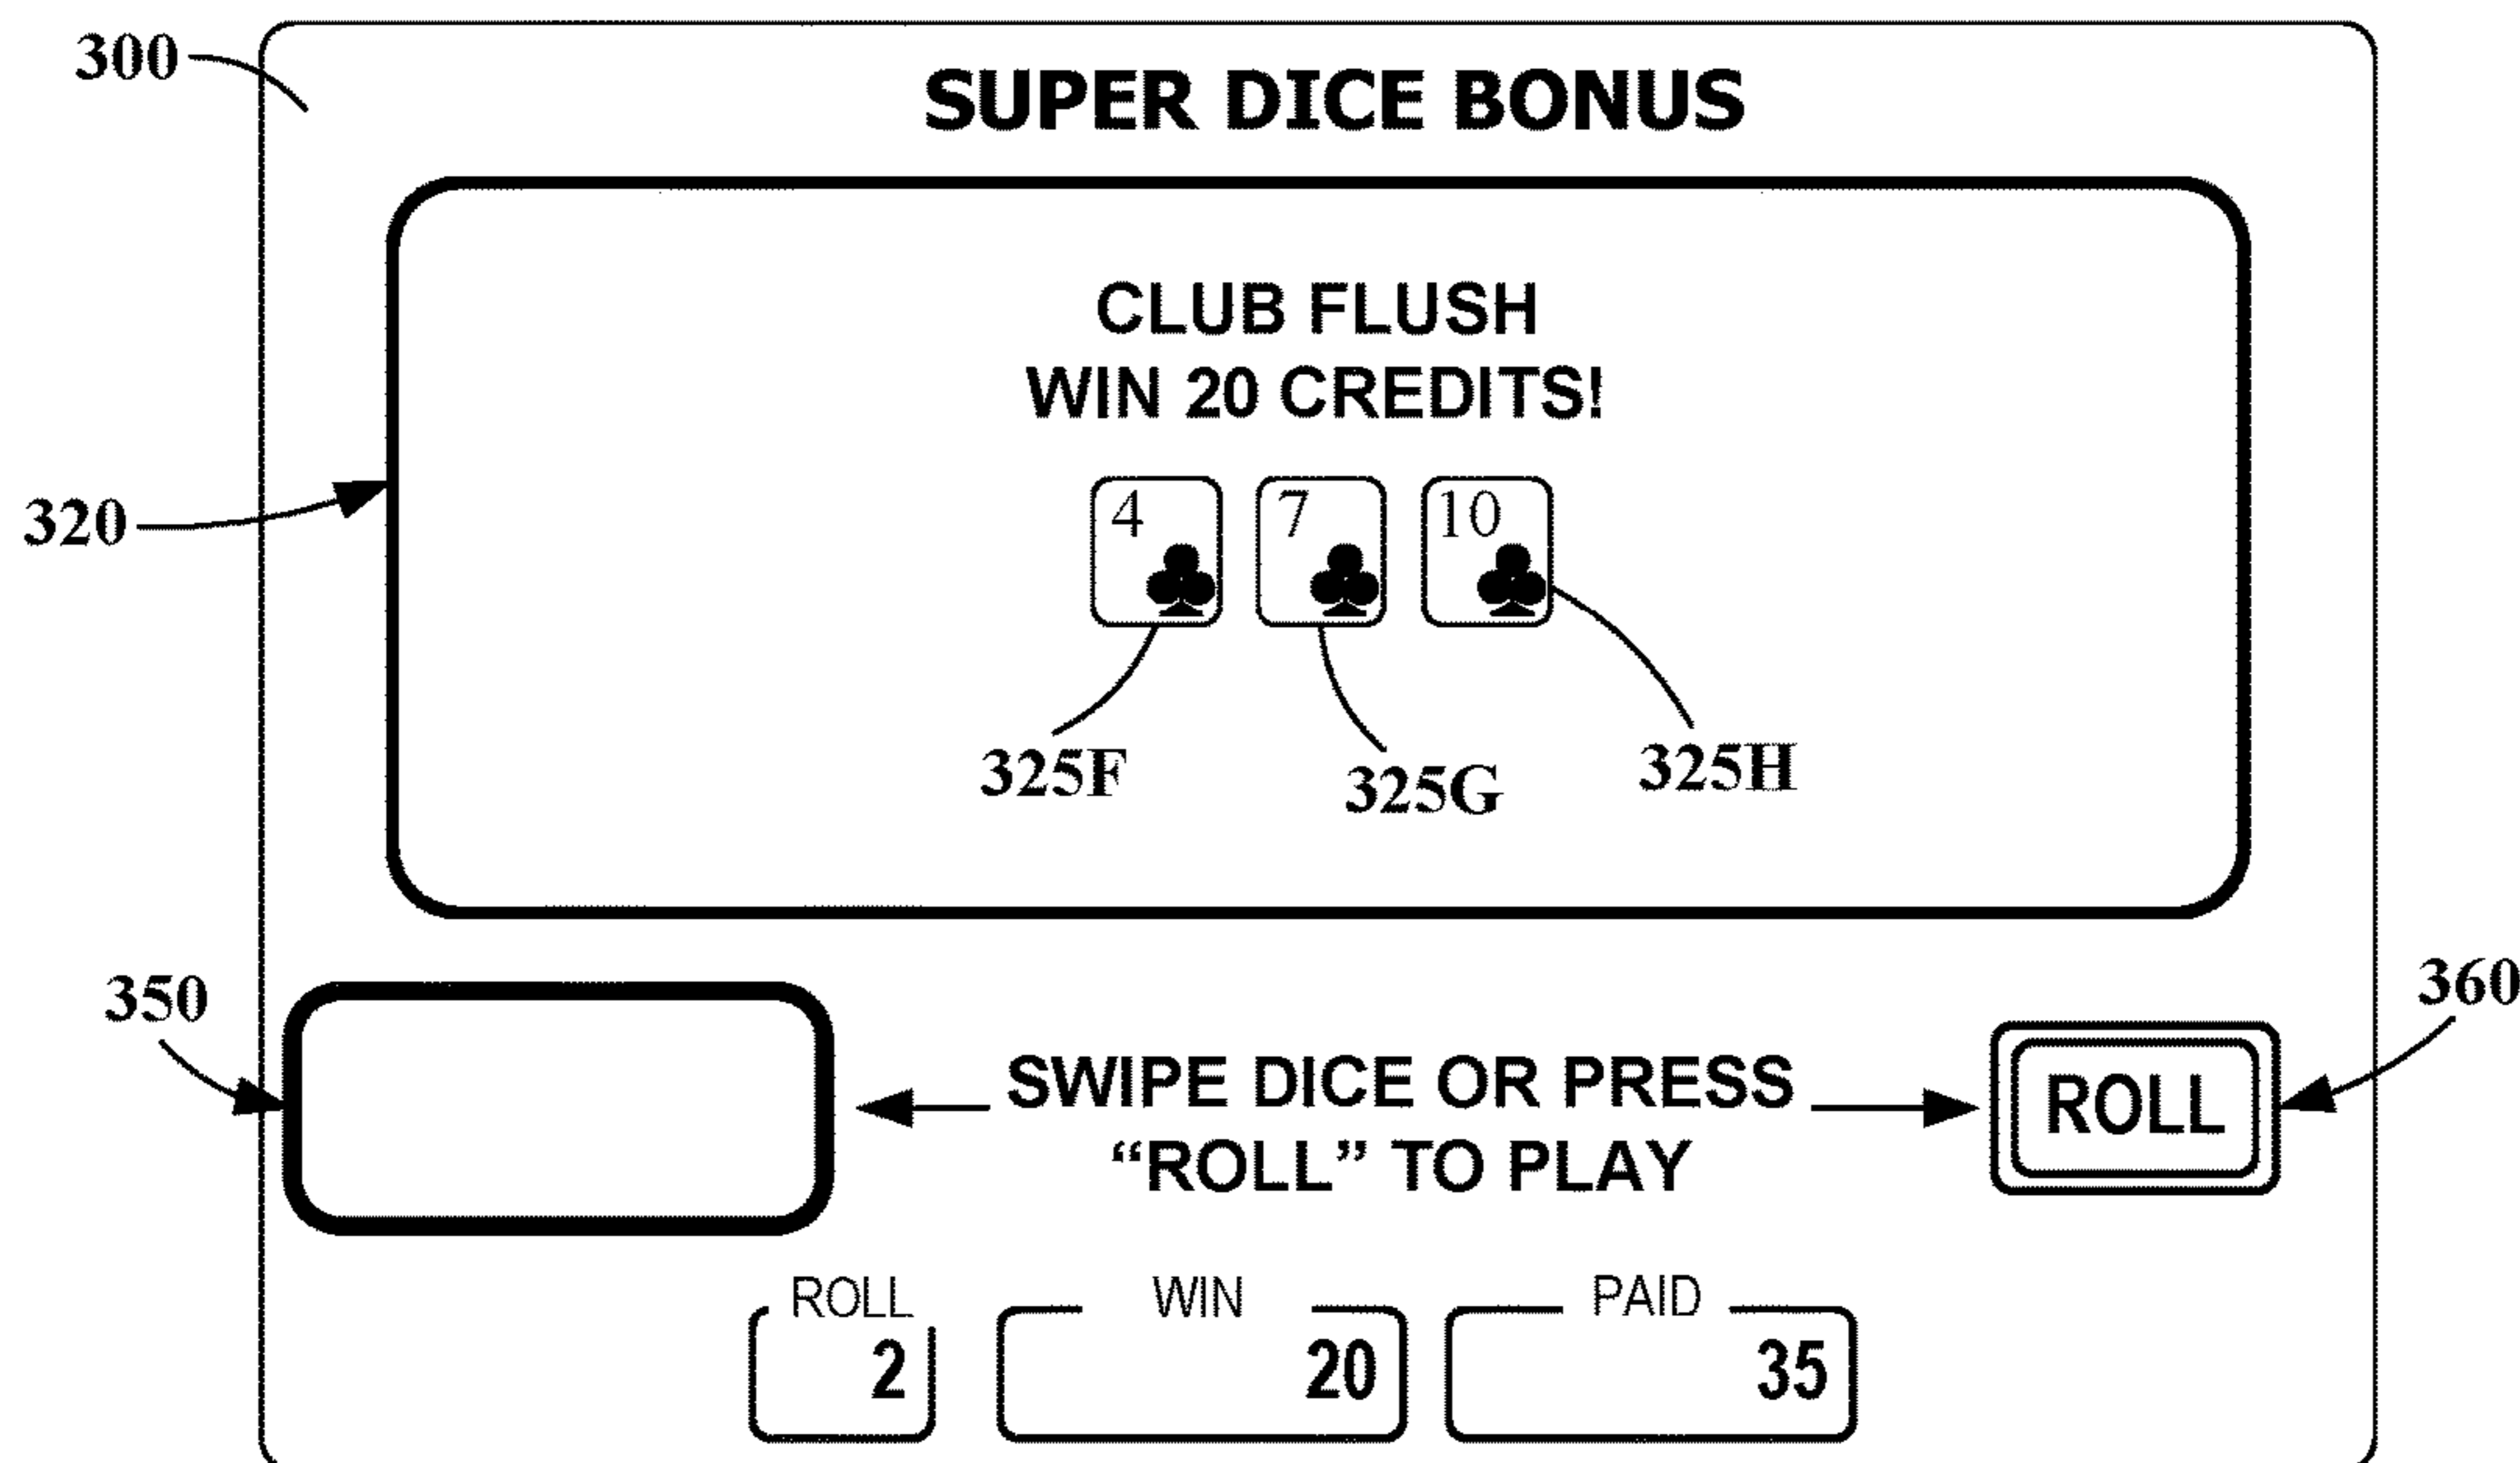 300
SUPER DICE BONUS
CLUB FLUSH
WIN 20 CREDITS!
320
4 7 10
325F 325G 325H
350
360
SWIPE DICE OR PRESS
“ROLL” TO PLAY
ROLL
ROLL WIN PAID
2 20 35